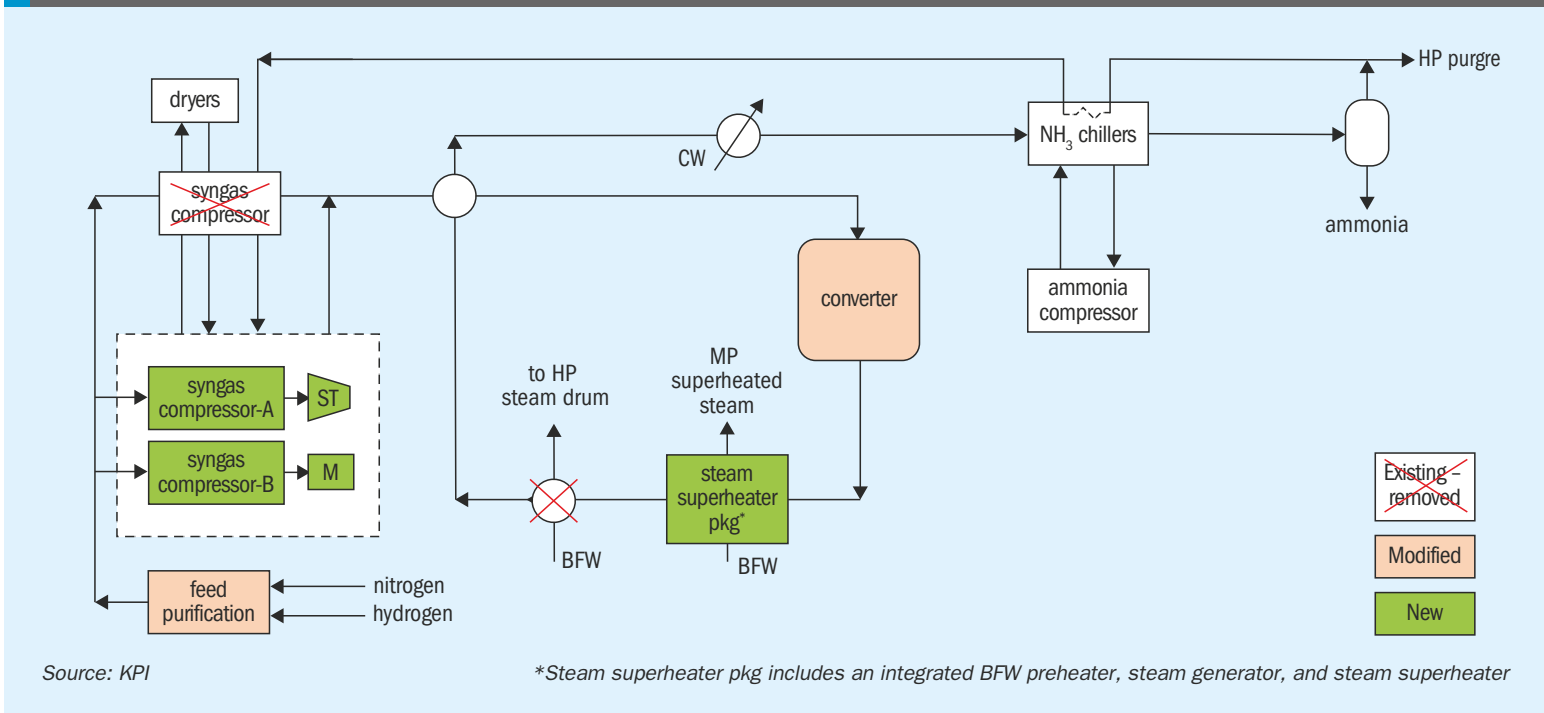 HP purgre
dryers
CW
NH3 chillers
syngas
compressor
ammonia
converter
ammonia
compressor
to HP
steam drum
MP
superheated
steam
syngas
compressor-A
ST
syngas
compressor-B
M
steam
superheater
pkg*
BFW
BFW
Existing –
removed
Modified
New
feed
purification
nitrogen
hydrogen
Source: KPI
*Steam superheater pkg includes an integrated BFW preheater, steam generator, and steam superheater